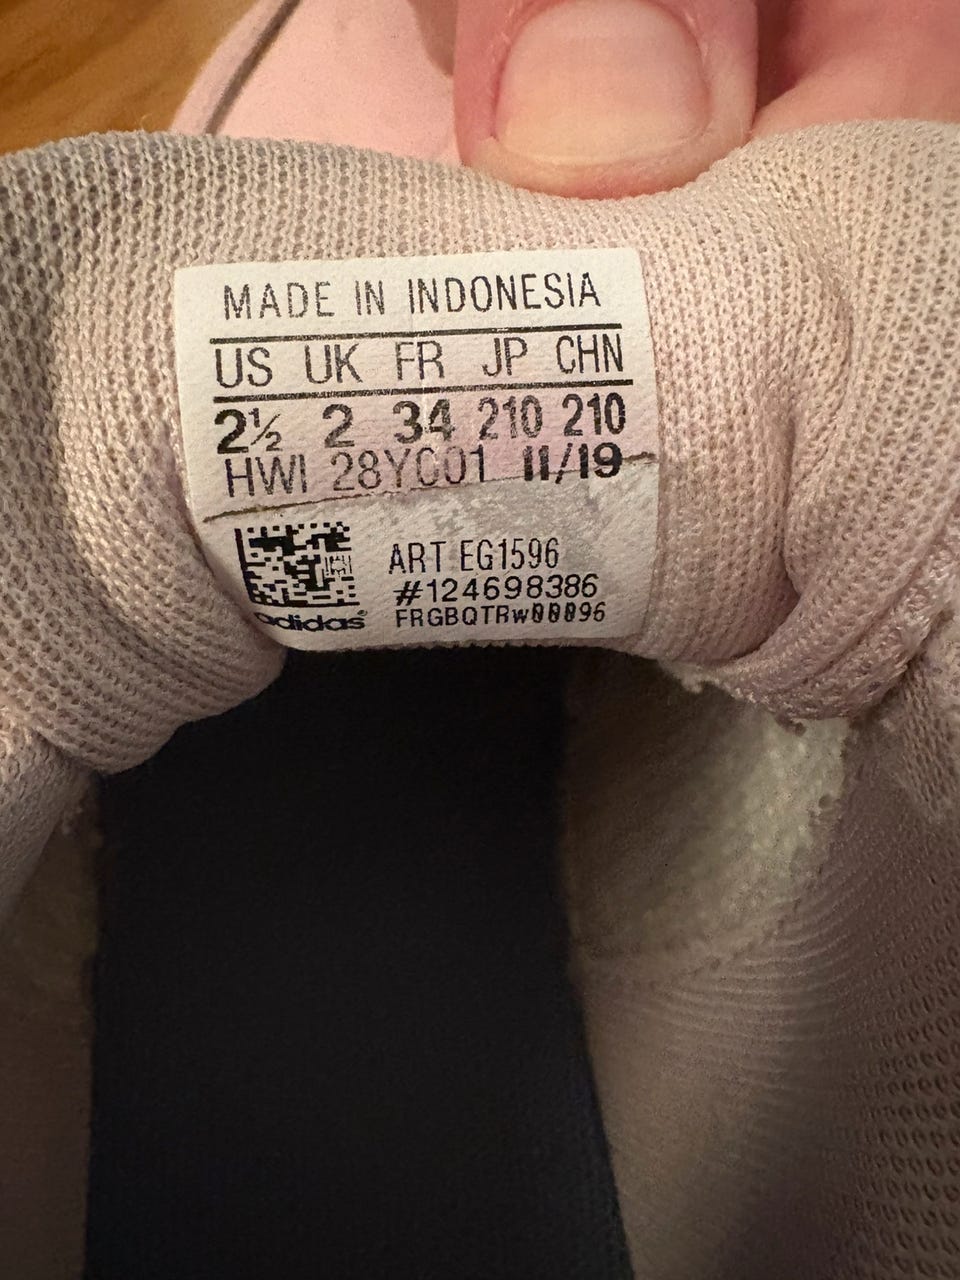 MADE IN INDONESIA
US UK FR JP CHN
2½ 2 34 210 210
HWI 28YC01 11/19
ART EG1596
#124698386
FRGBQTRw00096
adidas®